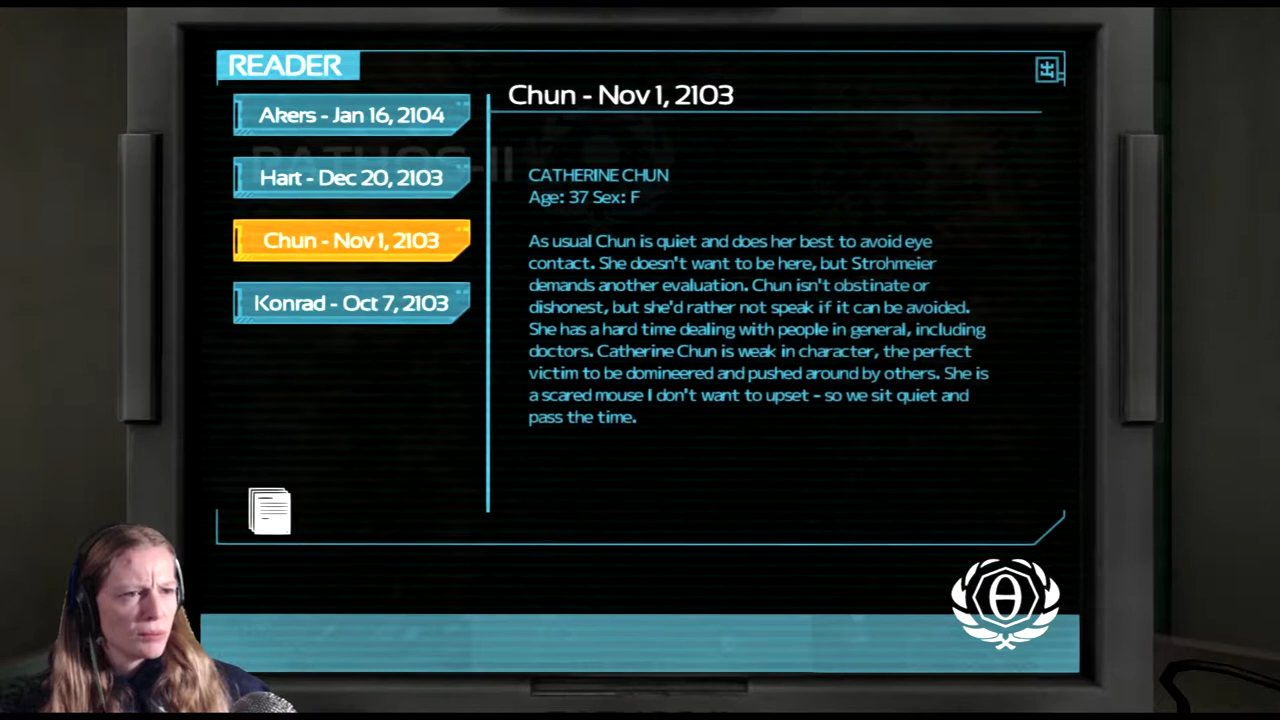 READER
Akers - Jan 16, 2104
Hart - Dec 20, 2103
Chun - Nov 1, 2103
Konrad - Oct 7, 2103
Chun - Nov 1, 2103
CATHERINE CHUN
Age: 37 Sex: F
As usual Chun is quiet and does her best to avoid eye
contact. She doesn't want to be here, but Strohmeier
demands another evaluation. Chun isn't obstinate or
dishonest, but she'd rather not speak if it can be avoided.
She has a hard time dealing with people in general, including
doctors. Catherine Chun is weak in character, the perfect
victim to be domineered and pushed around by others. She is
a scared mouse I don't want to upset - so we sit quiet and
pass the time.
PATHOS-II
θ